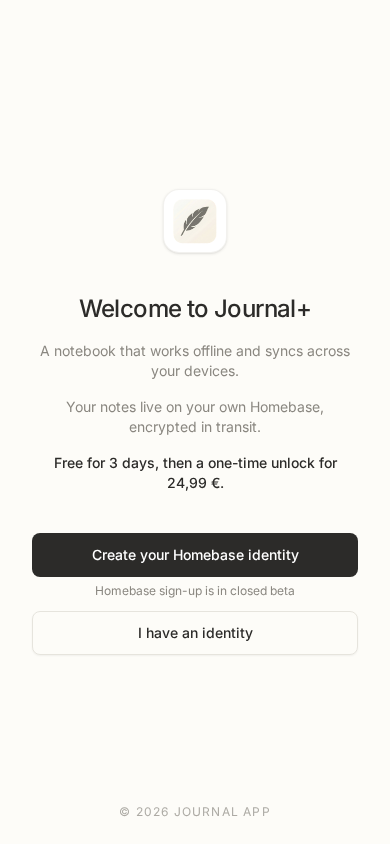 Welcome to Journal+
A notebook that works offline and syncs across
your devices.
Your notes live on your own Homebase,
encrypted in transit.
Free for 3 days, then a one-time unlock for
24,99 €.
Create your Homebase identity
Homebase sign-up is in closed beta
I have an identity
© 2026 JOURNAL APP